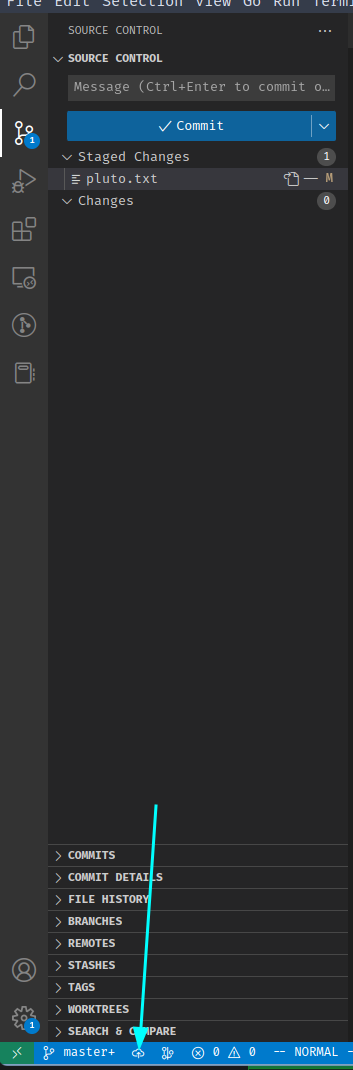 File Edit Selection View Go Run Termi
SOURCE CONTROL
SOURCE CONTROL
Message (Ctrl+Enter to commit o…
Commit
Staged Changes 1
pluto.txt M
Changes 0
1
COMMITS
COMMIT DETAILS
FILE HISTORY
BRANCHES
REMOTES
STASHES
TAGS
WORKTREES
SEARCH & COMPARE
1
master+ 0 0 -- NORMAL -